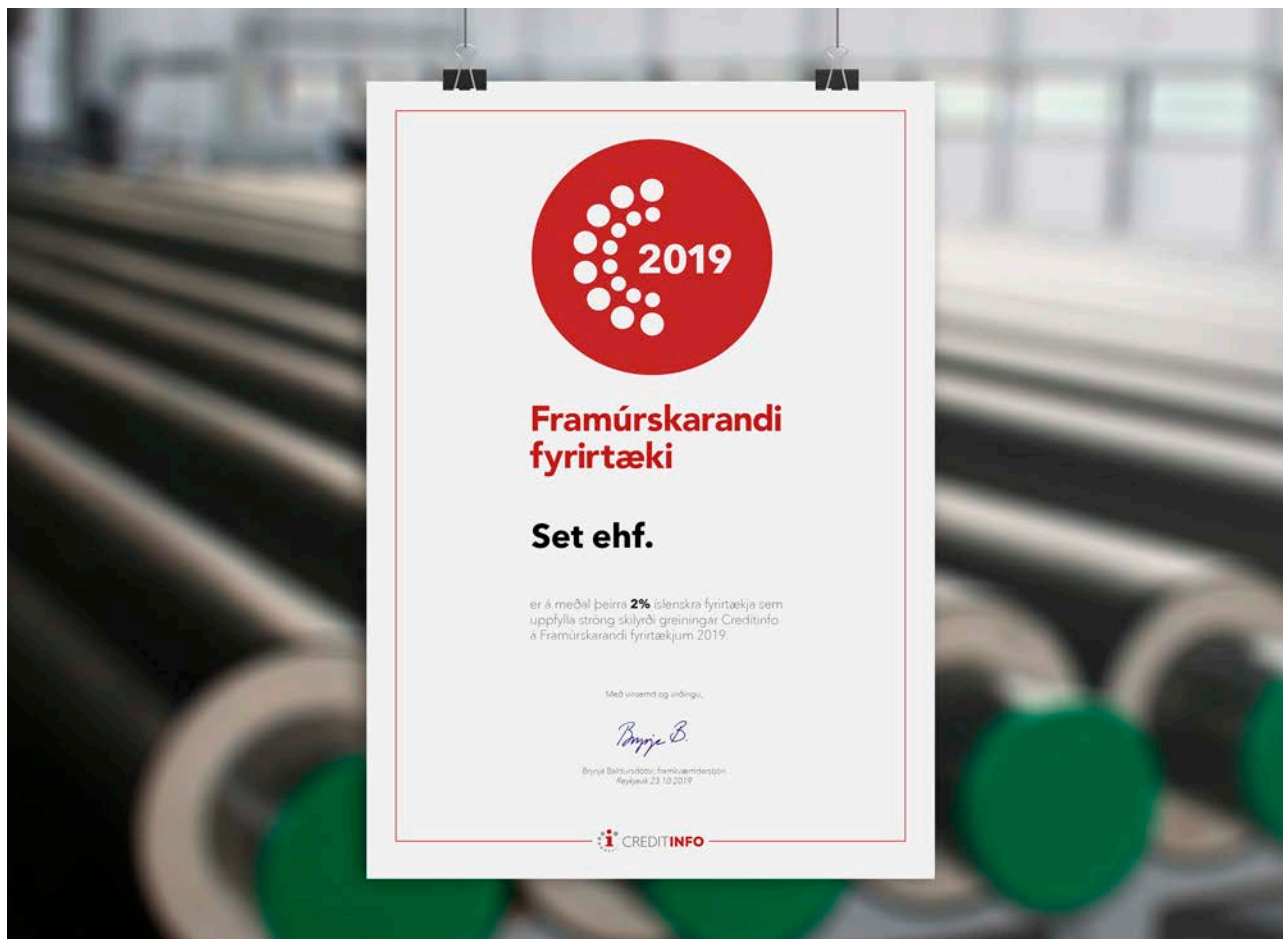 2019
Framúrskarandi
fyrirtæki
Set ehf.
er á meðal þeirra 2% íslenskra fyrirtækja sem
uppfylla ströng skilyrði greiningar Creditinfo
á Framúrskarandi fyrirtækjum 2019.
Með vinsemd og virðingu,
Brynja B.
Brynja Baldursdóttir, framkvæmdarstjóri
Reykjavík 23.10.2019
CREDITINFO